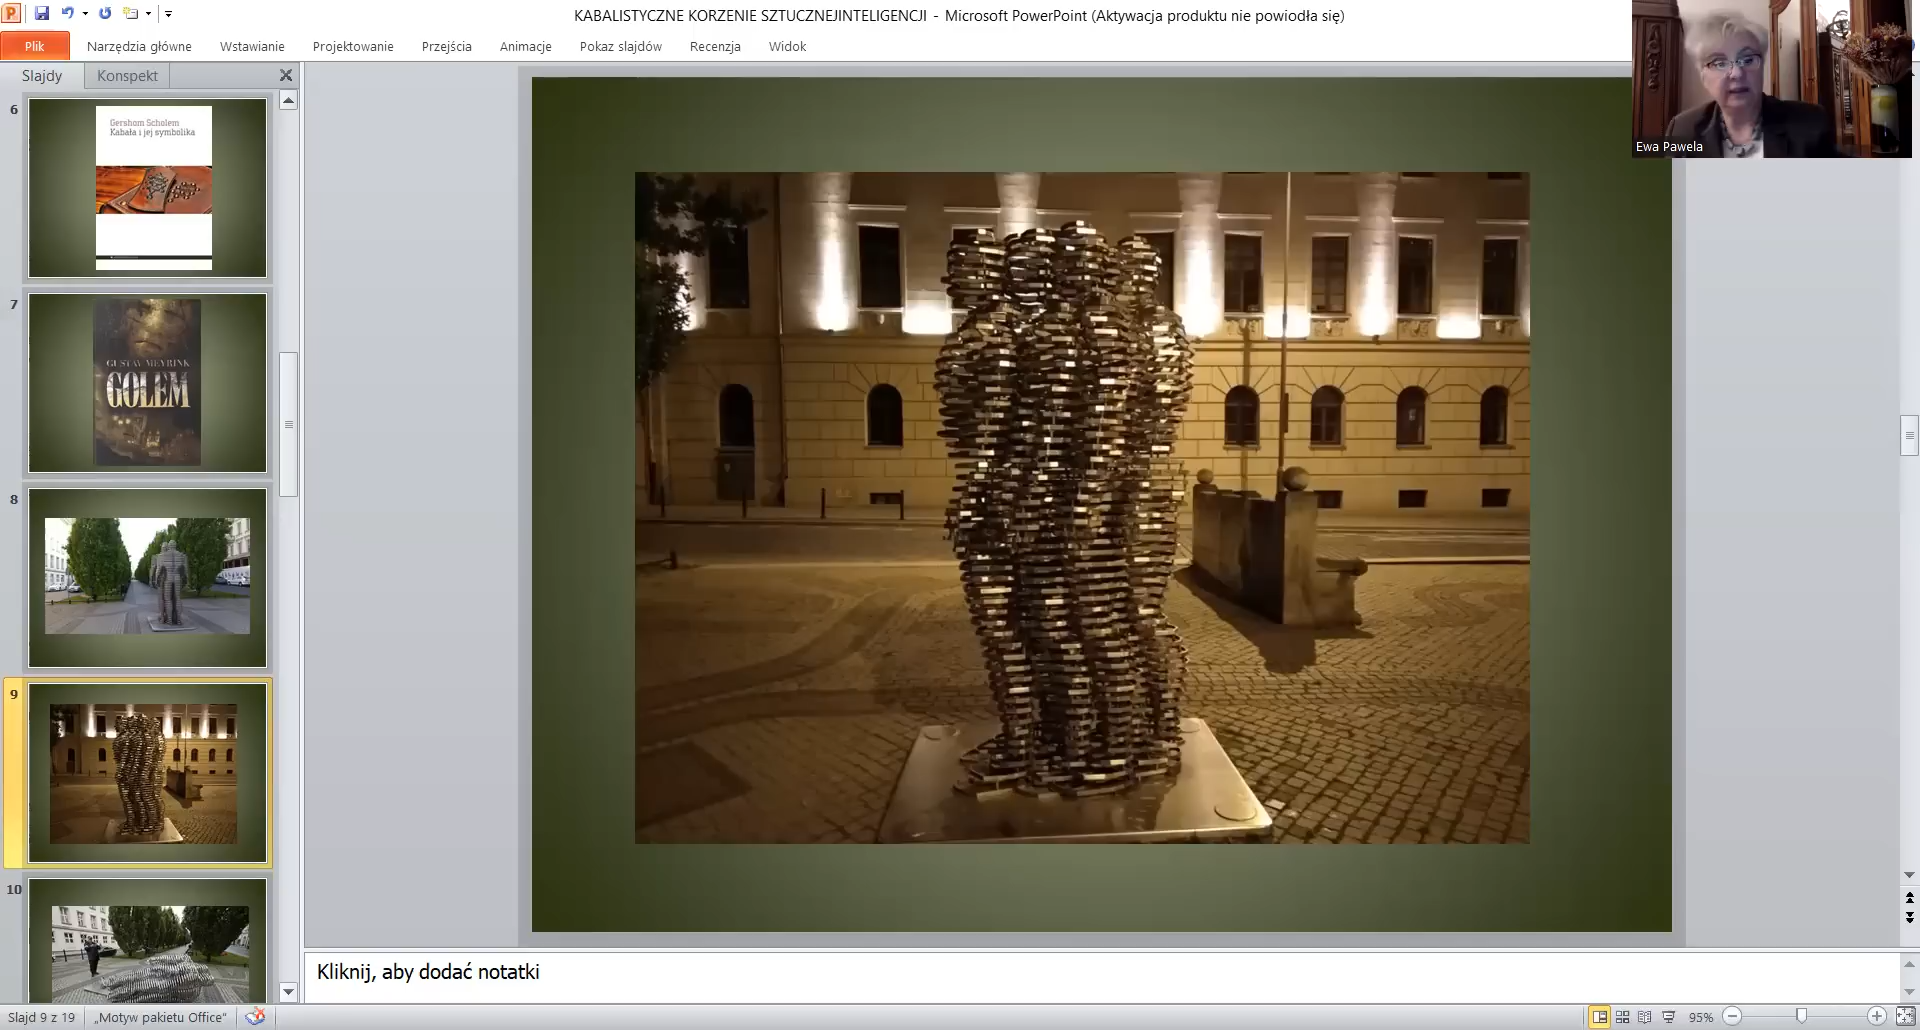 KABALISTYCZNE KORZENIE SZTUCZNEJINTELIGENCJI - Microsoft PowerPoint (Aktywacja produktu nie powiodła się)
Plik Narzędzia główne Wstawianie Projektowanie Przejścia Animacje Pokaz slajdów Recenzja Widok
Slajdy Konspekt
Ewa Pawela
6
Gershom Scholem
Kabała i jej symbolika
7
GUSTAV MEYRINK
GOLEM
8
9
10
Kliknij, aby dodać notatki
Slajd 9 z 19 „Motyw pakietu Office" 95%